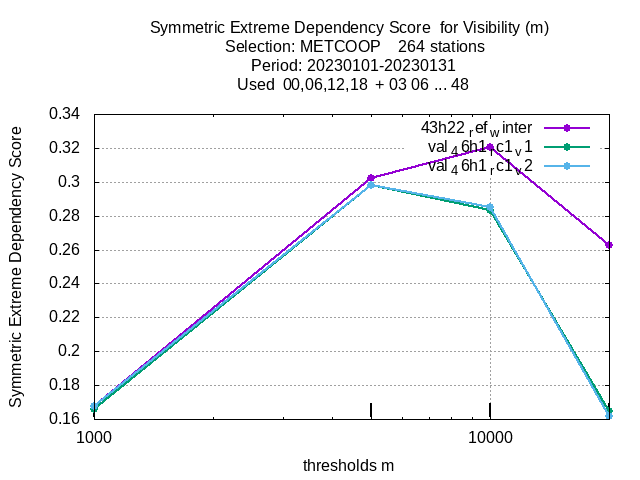 Symmetric Extreme Dependency Score for Visibility (m)
Selection: METCOOP 264 stations
Period: 20230101-20230131
Used 00,06,12,18 + 03 06 ... 48
Symmetric Extreme Dependency Score
0.34
0.32
0.3
0.28
0.26
0.24
0.22
0.2
0.18
0.16
43h22 ref winter
val 46h1 rc1 v1
val 46h1 rc1 v2
1000
10000
thresholds m